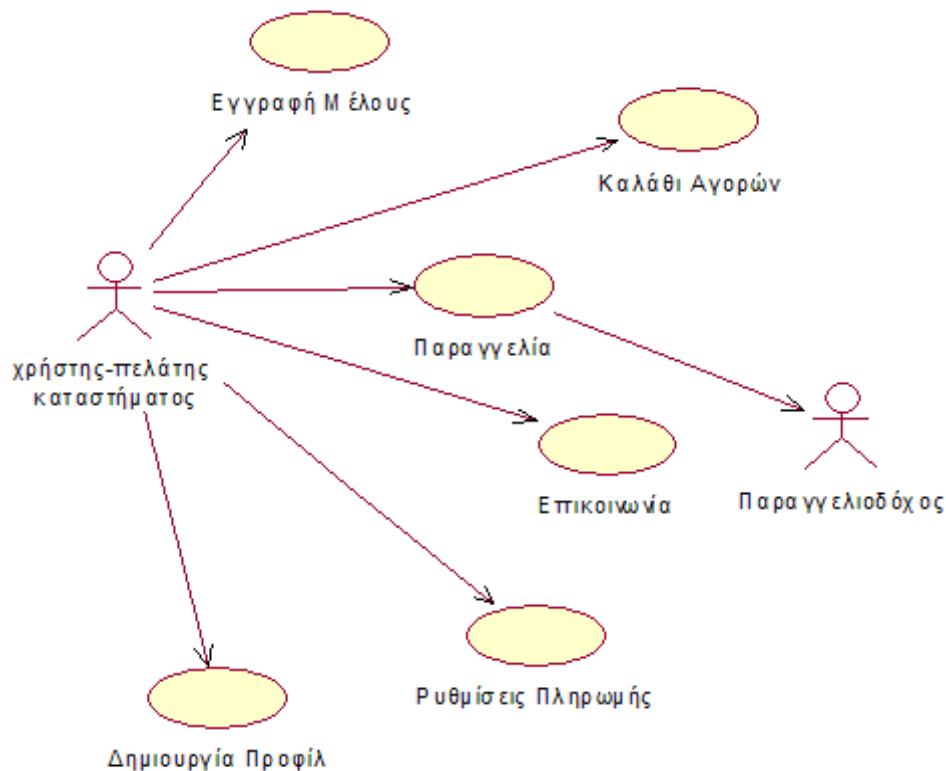 Εγγραφή Μέλους
Καλάθι Αγορών
Παραγγελία
χρήστης-πελάτης
καταστήματος
Επικοινωνία
Παραγγελιοδόχος
Ρυθμίσεις Πληρωμής
Δημιουργία Προφίλ